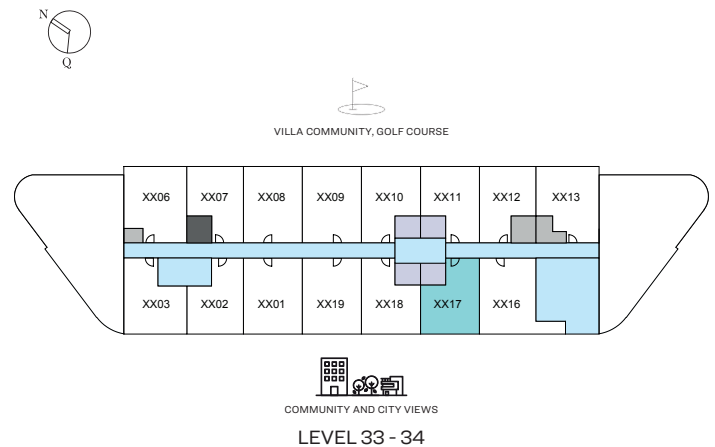 N
Q
VILLA COMMUNITY, GOLF COURSE
XX06 XX07 XX08 XX09 XX10 XX11 XX12 XX13
XX03 XX02 XX01 XX19 XX18 XX17 XX16
COMMUNITY AND CITY VIEWS
LEVEL 33 - 34